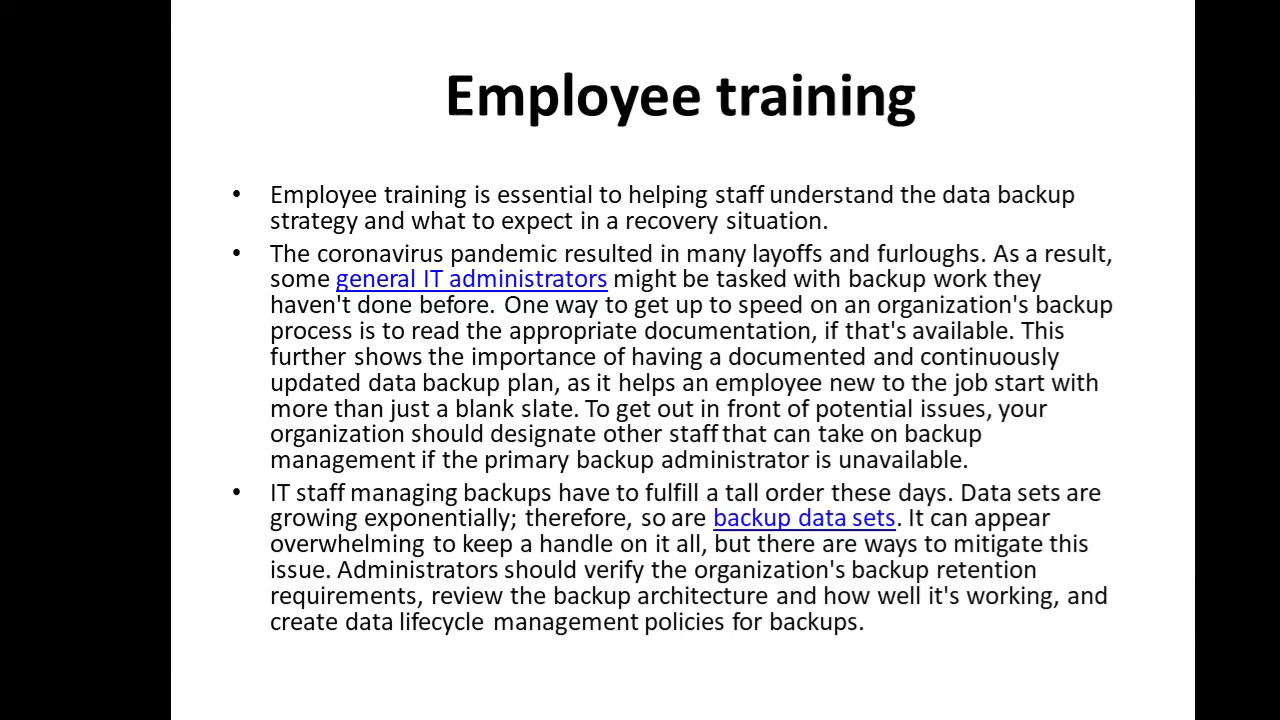 Employee training
• Employee training is essential to helping staff understand the data backup
strategy and what to expect in a recovery situation.
• The coronavirus pandemic resulted in many layoffs and furloughs. As a result,
some general IT administrators might be tasked with backup work they
haven't done before. One way to get up to speed on an organization's backup
process is to read the appropriate documentation, if that's available. This
further shows the importance of having a documented and continuously
updated data backup plan, as it helps an employee new to the job start with
more than just a blank slate. To get out in front of potential issues, your
organization should designate other staff that can take on backup
management if the primary backup administrator is unavailable.
• IT staff managing backups have to fulfill a tall order these days. Data sets are
growing exponentially; therefore, so are backup data sets. It can appear
overwhelming to keep a handle on it all, but there are ways to mitigate this
issue. Administrators should verify the organization's backup retention
requirements, review the backup architecture and how well it's working, and
create data lifecycle management policies for backups.